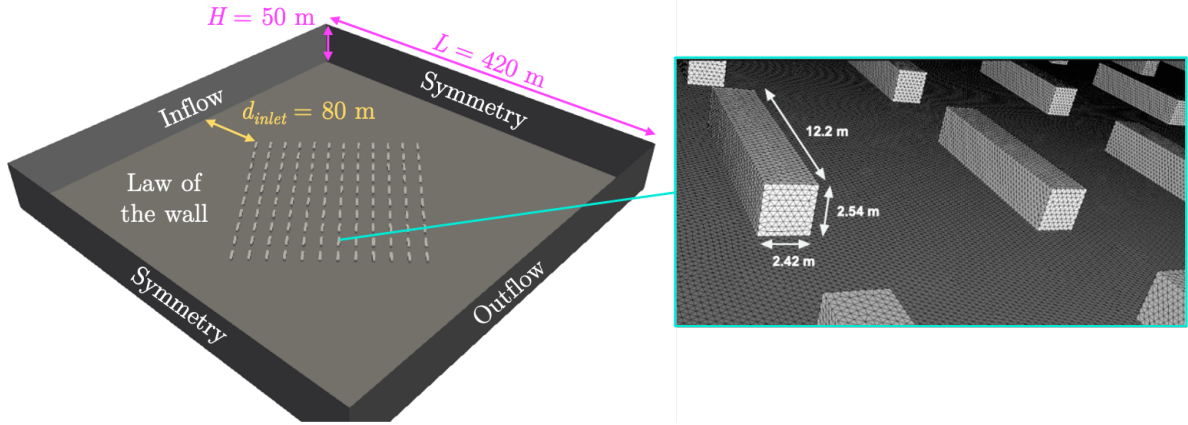 H = 50 m
L = 420 m
Symmetry
Inflow
d_inlet = 80 m
Law of
the wall
Symmetry
Outflow
12.2 m
2.54 m
2.42 m